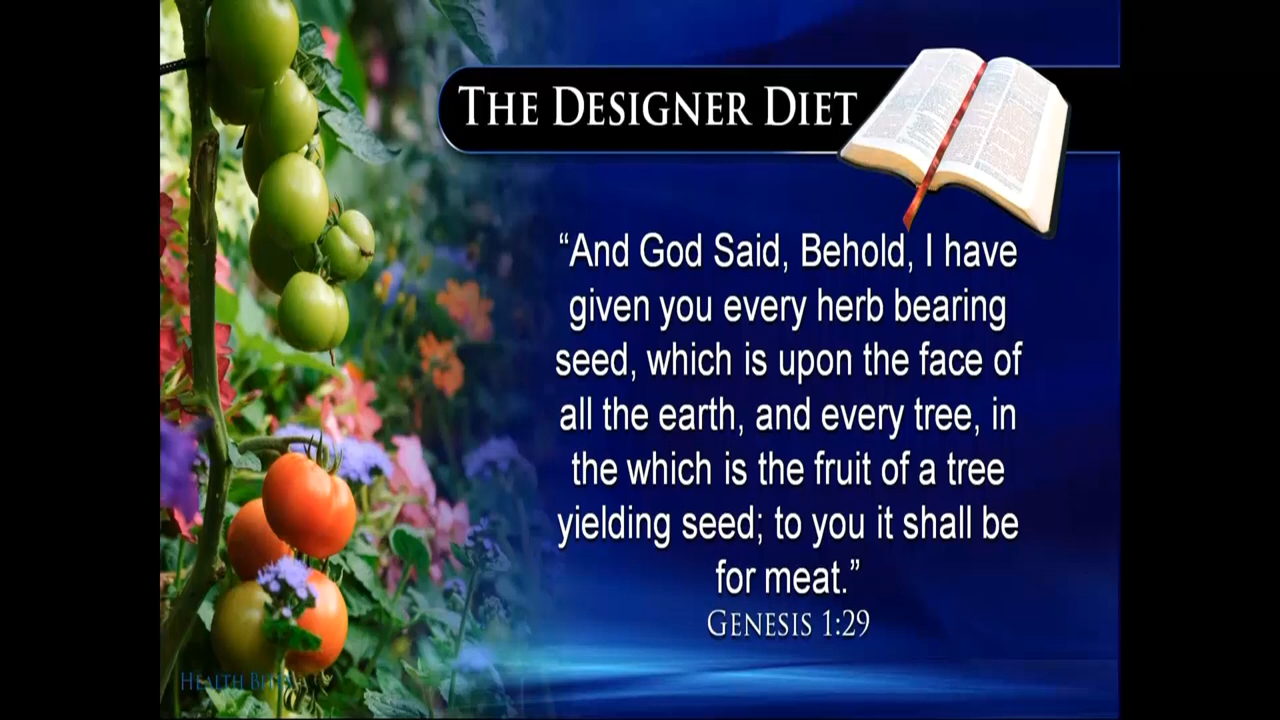 THE DESIGNER DIET
“And God Said, Behold, I have
given you every herb bearing
seed, which is upon the face of
all the earth, and every tree, in
the which is the fruit of a tree
yielding seed; to you it shall be
for meat.”
GENESIS 1:29
HEALTH